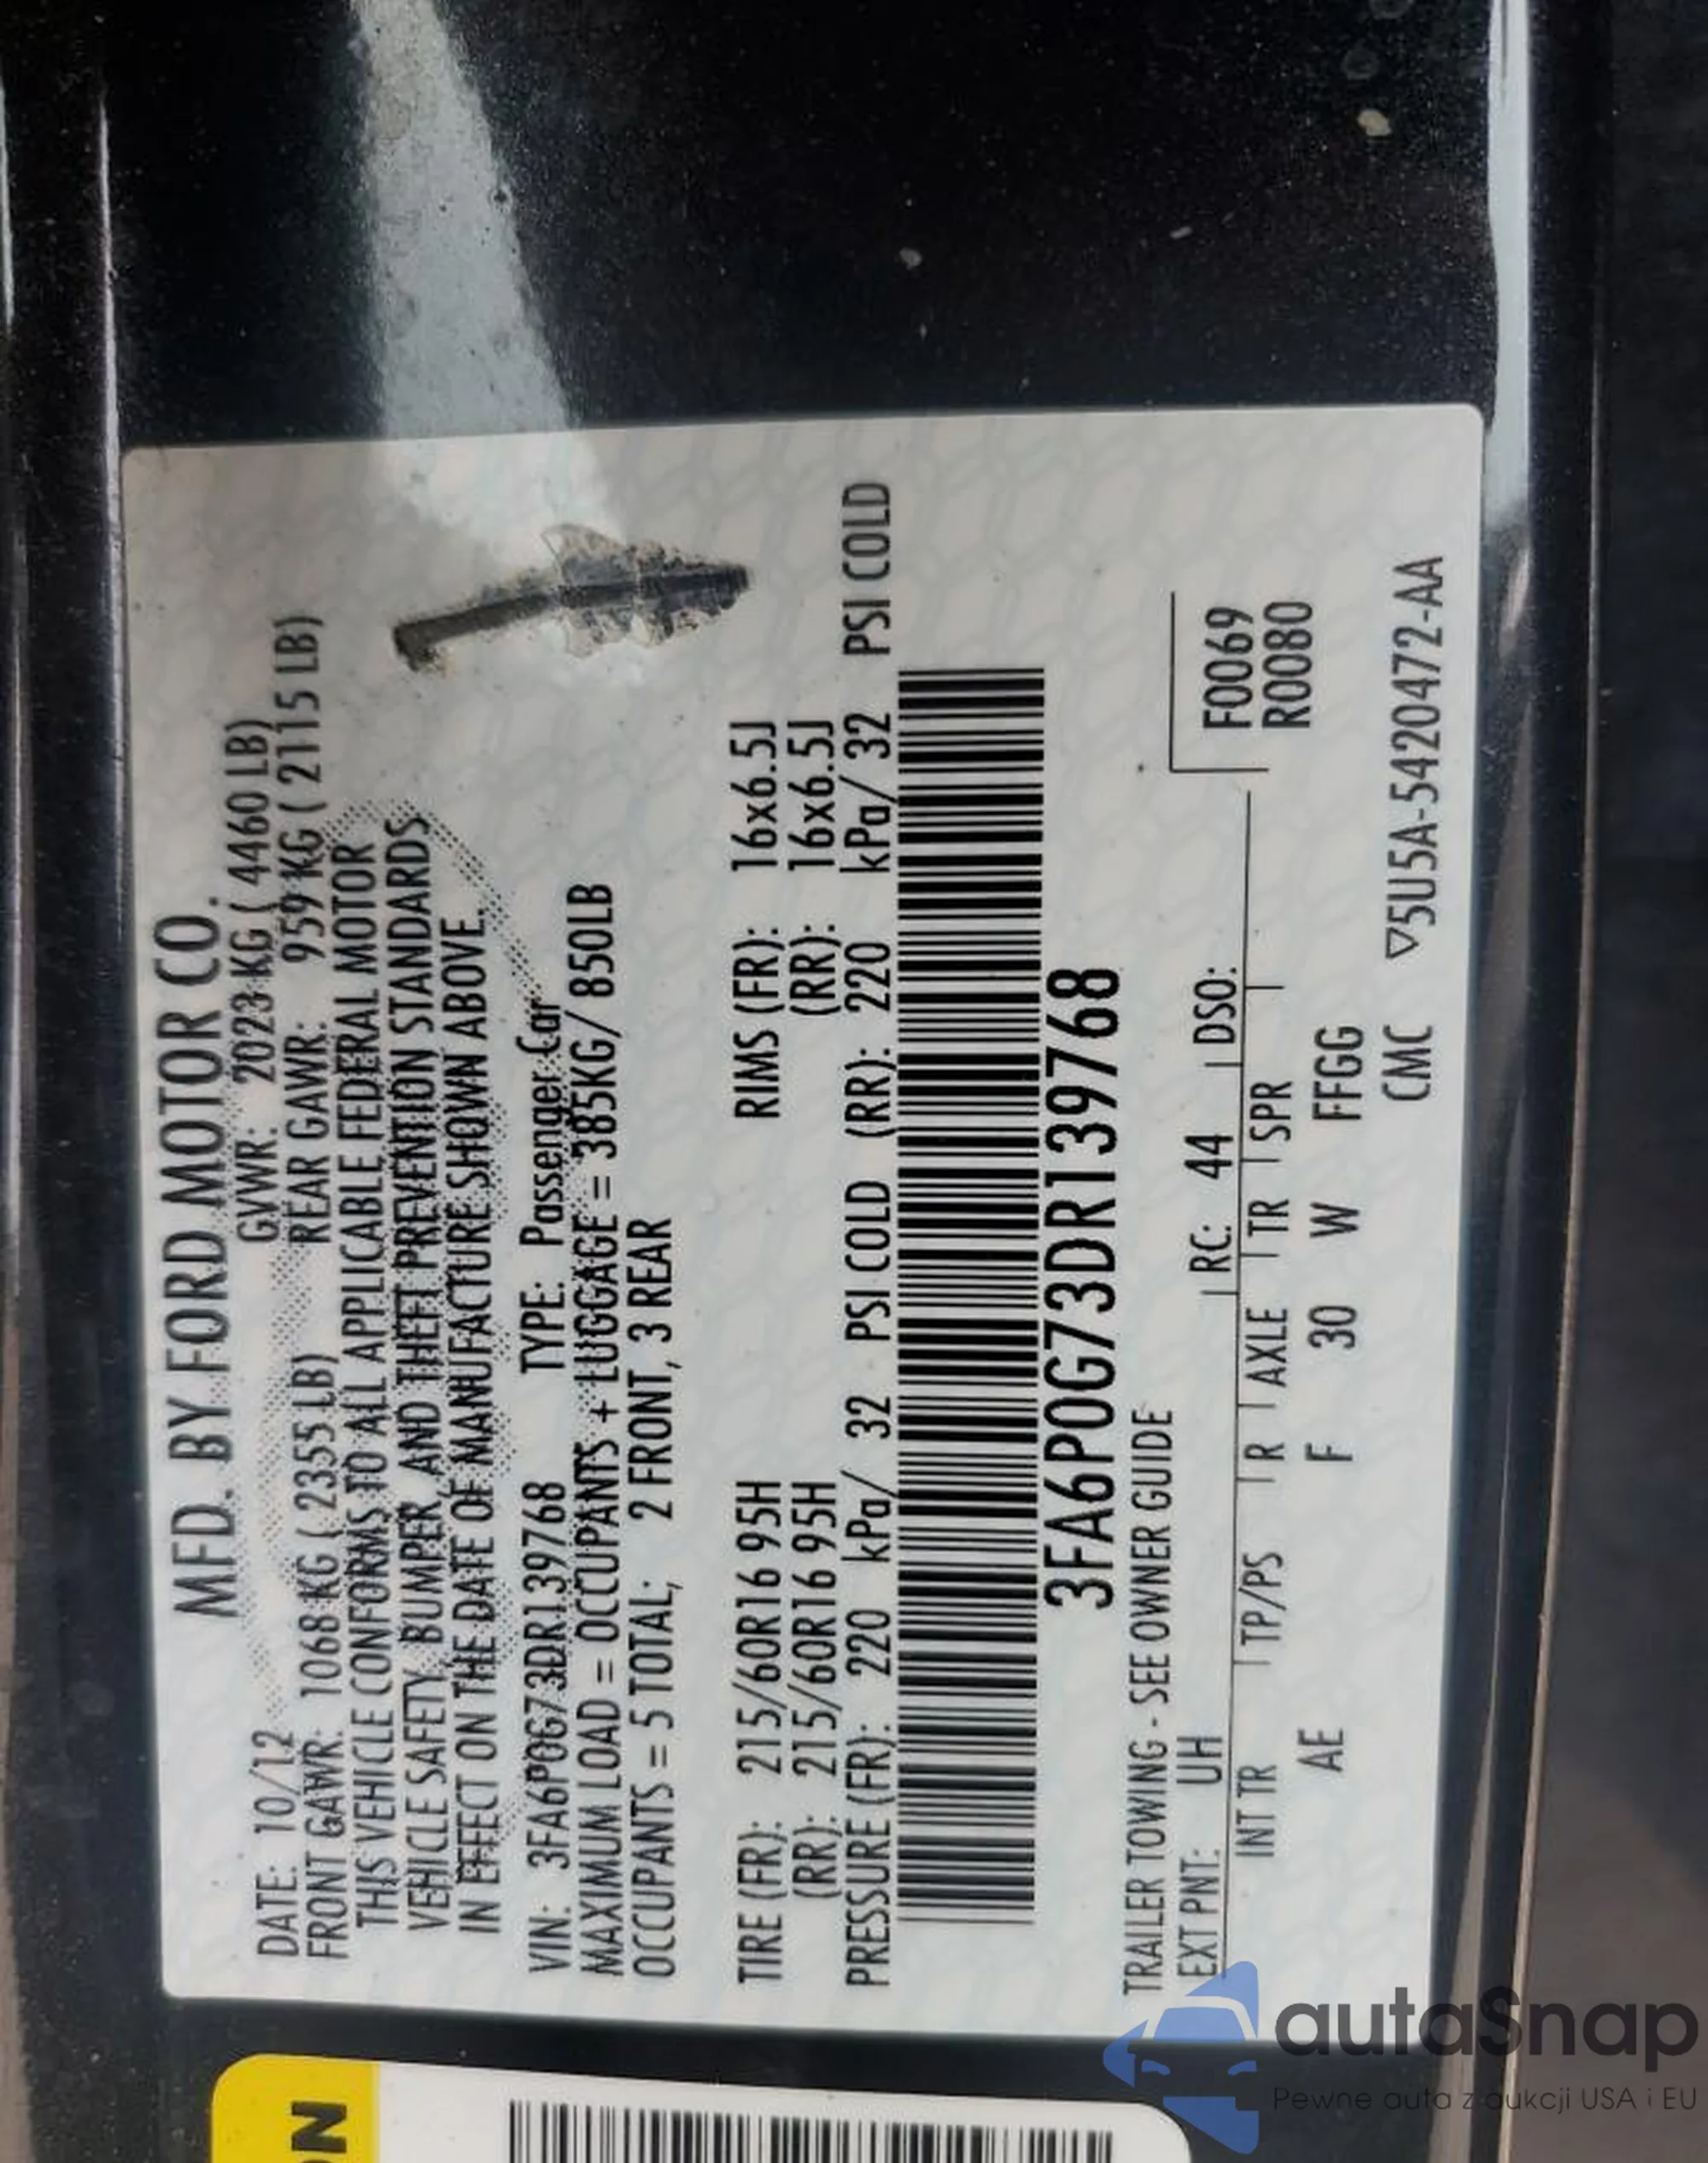 MFD. BY FORD MOTOR CO.
DATE: 10/12 GVWR: 2023 KG ( 4460 LB)
FRONT GAWR: 1068 KG ( 2355 LB) REAR GAWR: 959 KG ( 2115 LB)
THIS VEHICLE CONFORMS TO ALL APPLICABLE FEDERAL MOTOR
VEHICLE SAFETY, BUMPER, AND THEFT PREVENTION STANDARDS
IN EFFECT ON THE DATE OF MANUFACTURE SHOWN ABOVE.
VIN: 3FA6P0G73DR139768 TYPE: Passenger Car
MAXIMUM LOAD = OCCUPANTS + LUGGAGE = 385KG/ 850LB
OCCUPANTS = 5 TOTAL; 2 FRONT, 3 REAR
TIRE (FR): 215/60R16 95H RIMS (FR): 16x6.5J
(RR): 215/60R16 95H (RR): 16x6.5J
PRESSURE (FR): 220 kPa/ 32 PSI COLD (RR): 220 kPa/ 32 PSI COLD
3FA6P0G73DR139768
TRAILER TOWING - SEE OWNER GUIDE
EXT PNT: UH RC: 44 DSO: F0069
INT TR TP/PS R AXLE TR SPR R0080
AE F 30 W FFGG
CMC ▽5U5A-5420472-AA
autaSnap
Pewne auta z aukcji USA i EU